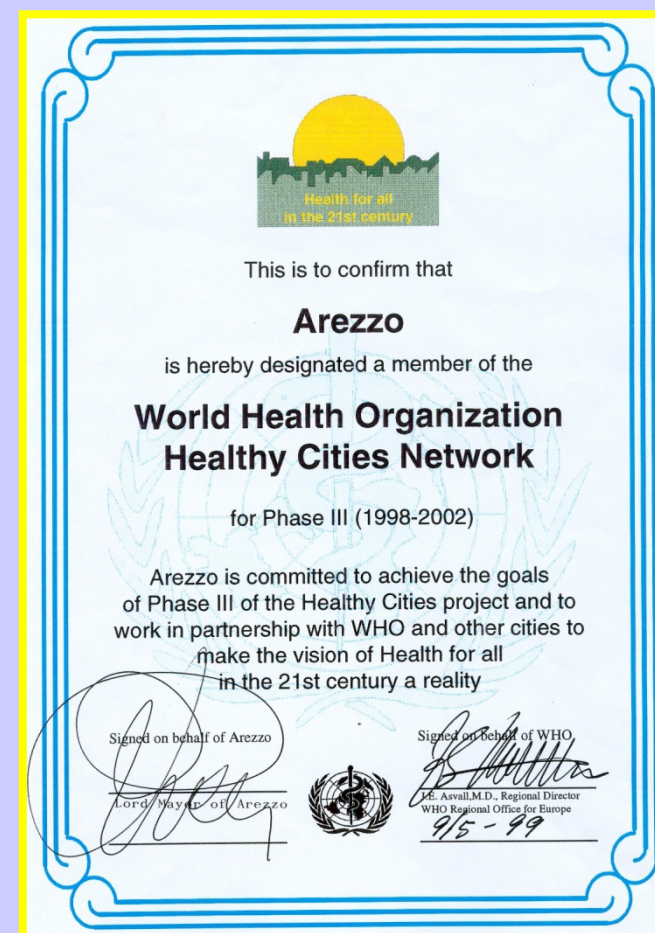 Health for all
in the 21st century
This is to confirm that
Arezzo
is hereby designated a member of the
World Health Organization
Healthy Cities Network
for Phase III (1998-2002)
Arezzo is committed to achieve the goals
of Phase III of the Healthy Cities project and to
work in partnership with WHO and other cities to
make the vision of Health for all
in the 21st century a reality
Signed on behalf of Arezzo
Signed on behalf of WHO
Lord Mayor of Arezzo
J.E. Asvall,M.D., Regional Director
WHO Regional Office for Europe
9/5-99